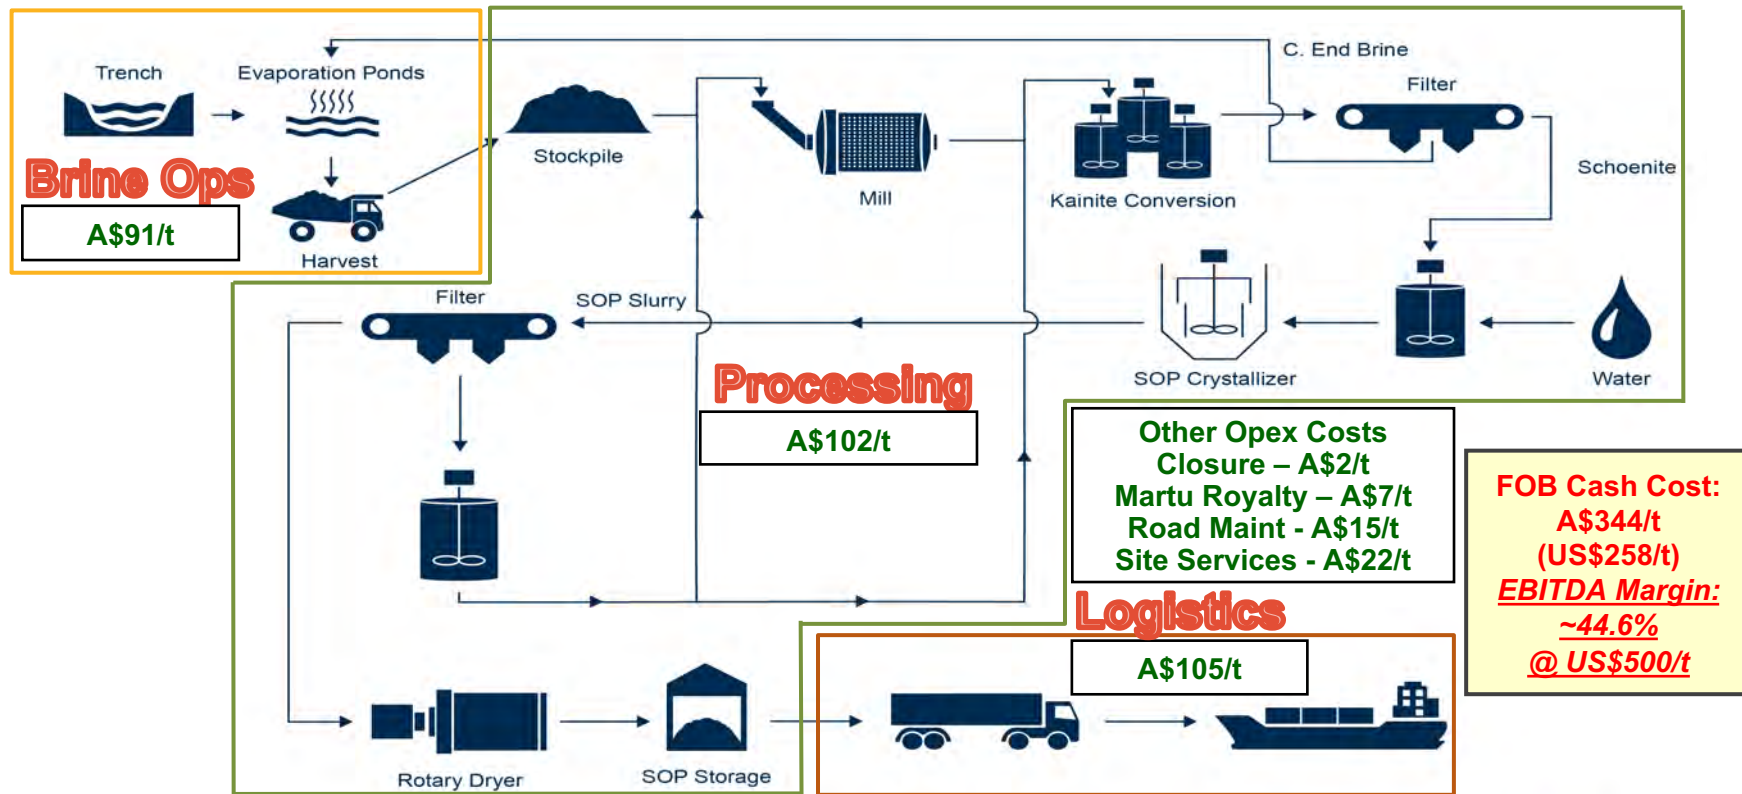 C. End Brine
Trench
Evaporation Ponds
Filter
Stockpile
Mill
Schoenite
Brine Ops
Kainite Conversion
A$91/t
Harvest
Filter
SOP Slurry
SOP Crystallizer
Water
Processing
A$102/t
Other Opex Costs
Closure – A$2/t
Martu Royalty – A$7/t
Road Maint - A$15/t
Site Services - A$22/t
FOB Cash Cost:
A$344/t
(US$258/t)
EBITDA Margin:
~44.6%
@ US$500/t
Logistics
A$105/t
Rotary Dryer
SOP Storage